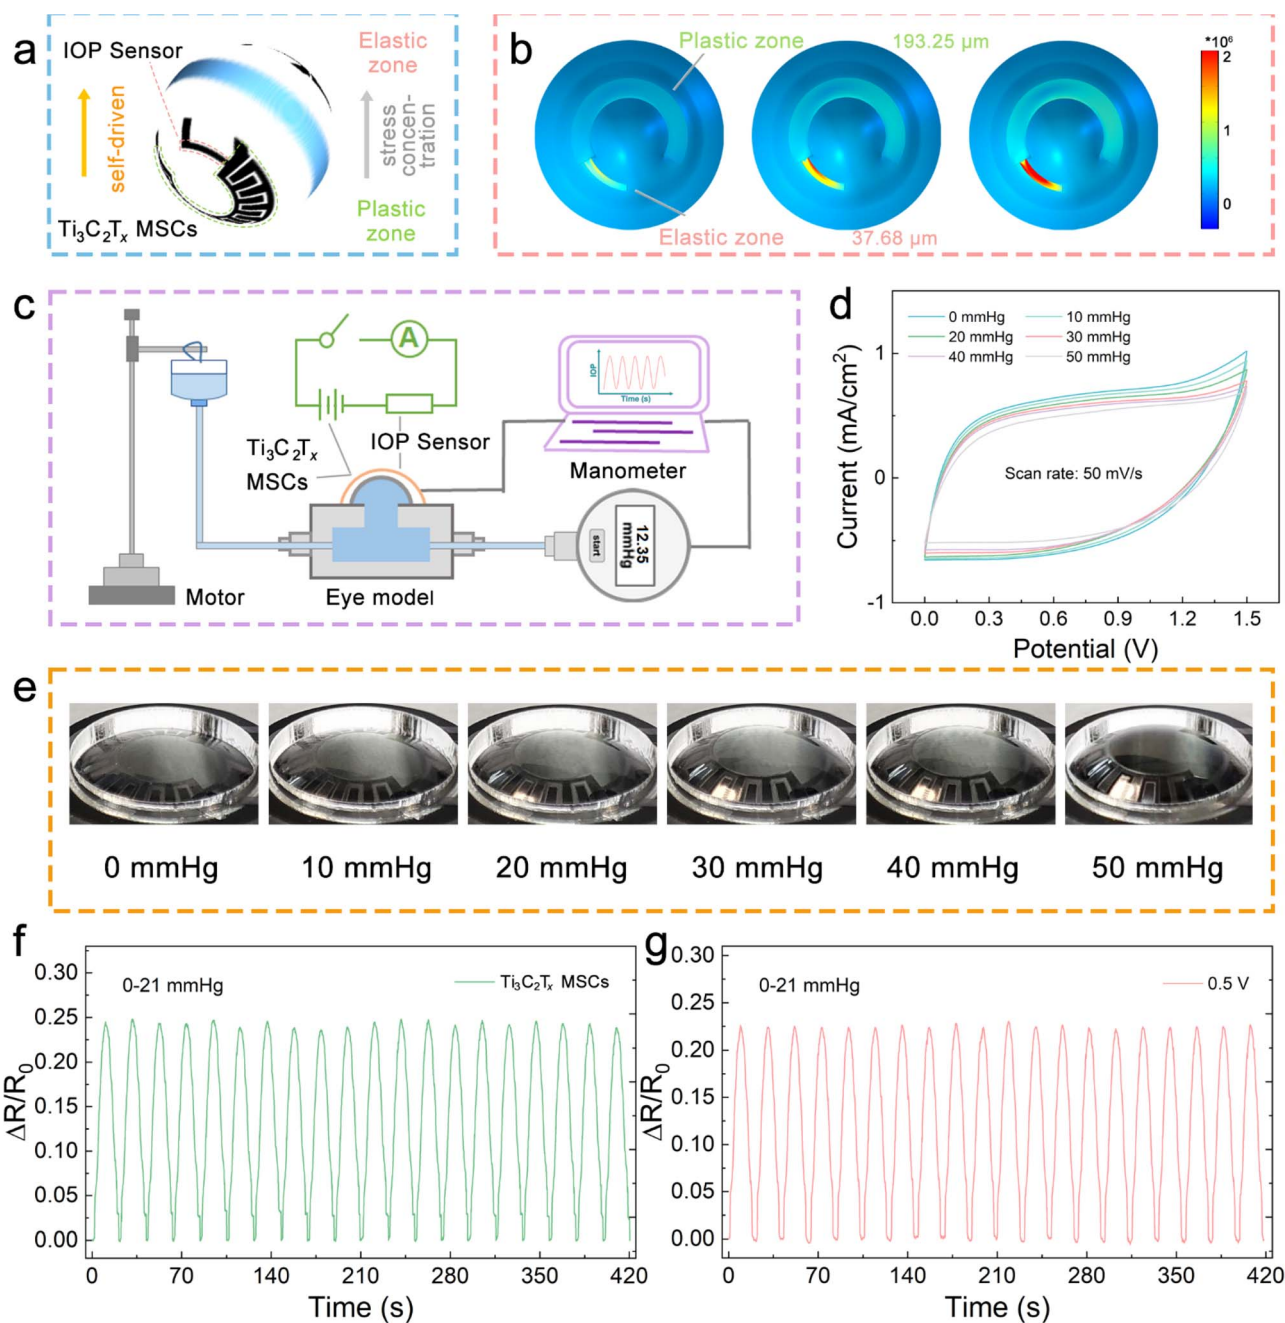 a
IOP Sensor
Elastic
zone
self-driven
stress
concen-
tration
Ti₃C₂Tₓ MSCs
Plastic
zone
b
Plastic zone
193.25 μm
Elastic zone
37.68 μm
*10⁶
2
1
0
c
A
IOP
Time (s)
Ti₃C₂Tₓ
MSCs
IOP Sensor
Manometer
12.35
mmHg
start
Motor
Eye model
d
0 mmHg
10 mmHg
20 mmHg
30 mmHg
40 mmHg
50 mmHg
Scan rate: 50 mV/s
Current (mA/cm²)
1
0
-1
0.0 0.3 0.6 0.9 1.2 1.5
Potential (V)
e
0 mmHg
10 mmHg
20 mmHg
30 mmHg
40 mmHg
50 mmHg
f
0-21 mmHg
Ti₃C₂Tₓ MSCs
ΔR/R₀
0.30
0.25
0.20
0.15
0.10
0.05
0.00
0 70 140 210 280 350 420
Time (s)
g
0-21 mmHg
0.5 V
ΔR/R₀
0.30
0.25
0.20
0.15
0.10
0.05
0.00
0 70 140 210 280 350 420
Time (s)